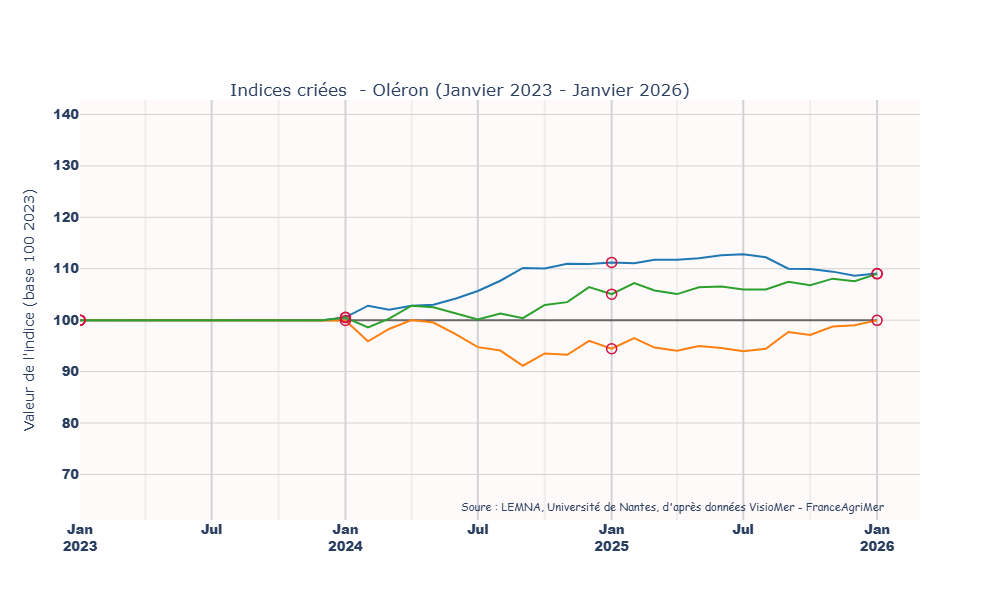 Indices criées  - Oléron (Janvier 2023 - Janvier 2026)
Valeur de l'indice (base 100 2023)
140
130
120
110
100
90
80
70
Soure : LEMNA, Université de Nantes, d'après données VisioMer - FranceAgriMer
Jan Jul Jan Jul Jan Jul Jan
2023 2024 2025 2026